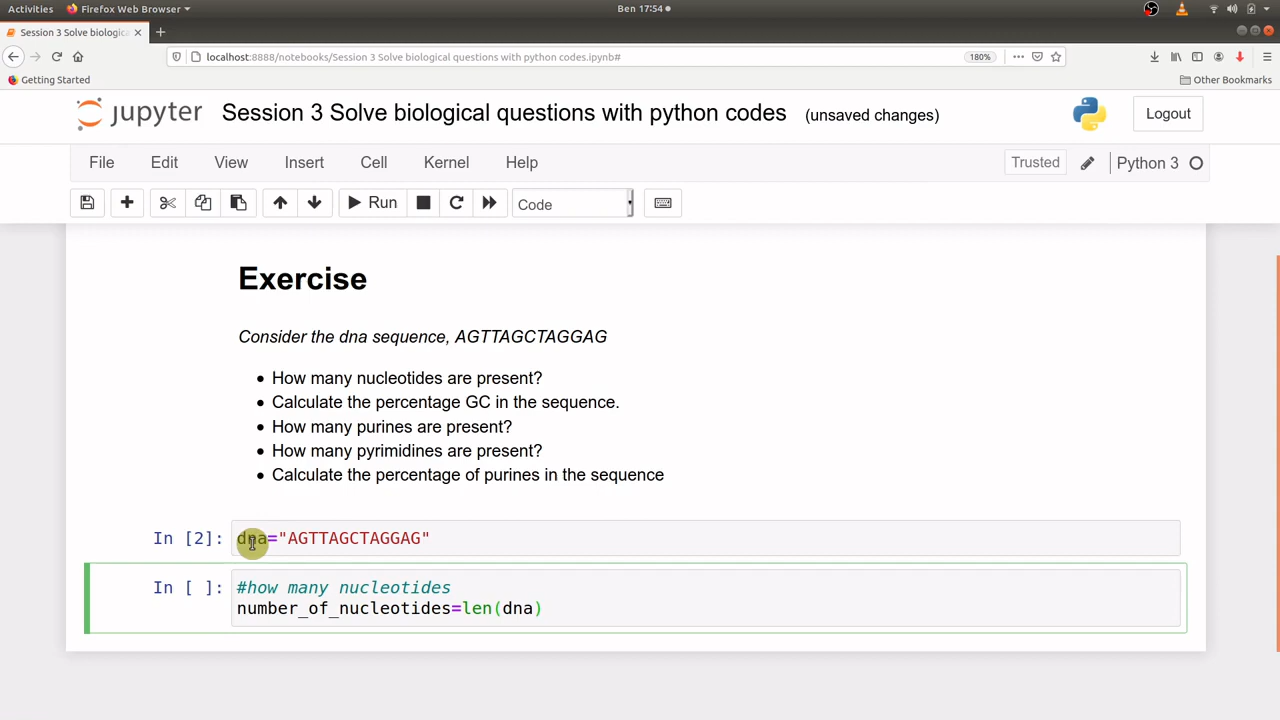 Activities Firefox Web Browser Ben 17:54
Session 3 Solve biologica
localhost:8888/notebooks/Session 3 Solve biological questions with python codes.ipynb# 180%
Getting Started Other Bookmarks
jupyter Session 3 Solve biological questions with python codes (unsaved changes) Logout
File Edit View Insert Cell Kernel Help Trusted Python 3
Run Code
Exercise
Consider the dna sequence, AGTTAGCTAGGAG
• How many nucleotides are present?
• Calculate the percentage GC in the sequence.
• How many purines are present?
• How many pyrimidines are present?
• Calculate the percentage of purines in the sequence
In [2]: dna="AGTTAGCTAGGAG"
In [ ]: #how many nucleotides
number_of_nucleotides=len(dna)